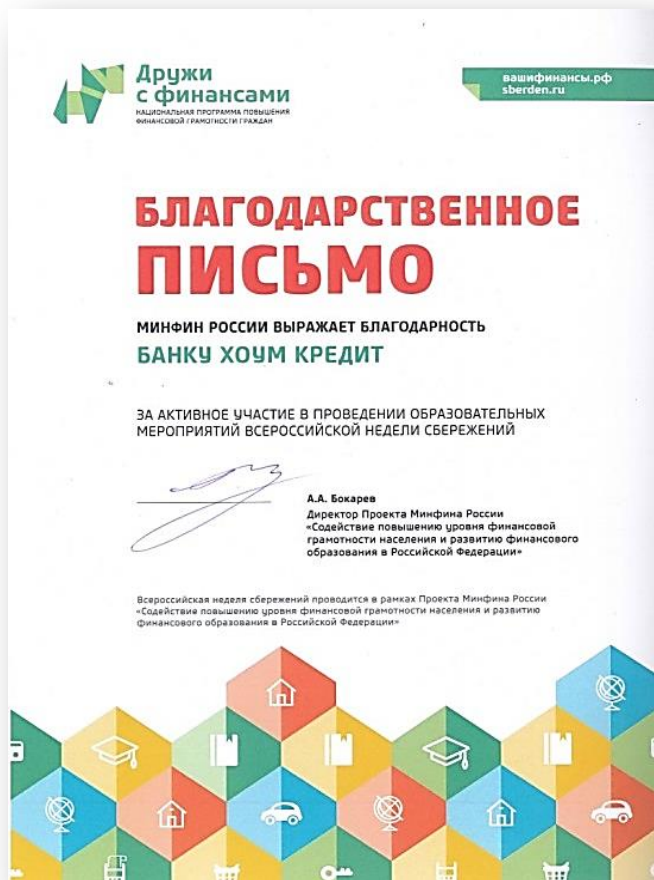 Дружи
с финансами
НАЦИОНАЛЬНАЯ ПРОГРАММА ПОВЫШЕНИЯ
ФИНАНСОВОЙ ГРАМОТНОСТИ ГРАЖДАН
вашифинансы.рф
sberden.ru
БЛАГОДАРСТВЕННОЕ
ПИСЬМО
МИНФИН РОССИИ ВЫРАЖАЕТ БЛАГОДАРНОСТЬ
БАНКУ ХОУМ КРЕДИТ
ЗА АКТИВНОЕ УЧАСТИЕ В ПРОВЕДЕНИИ ОБРАЗОВАТЕЛЬНЫХ
МЕРОПРИЯТИЙ ВСЕРОССИЙСКОЙ НЕДЕЛИ СБЕРЕЖЕНИЙ
А.А. Бокарев
Директор Проекта Минфина России
«Содействие повышению уровня финансовой
грамотности населения и развитию финансового
образования в Российской Федерации»
Всероссийская неделя сбережений проводится в рамках Проекта Минфина России
«Содействие повышению уровня финансовой грамотности населения и развитию
финансового образования в Российской Федерации»